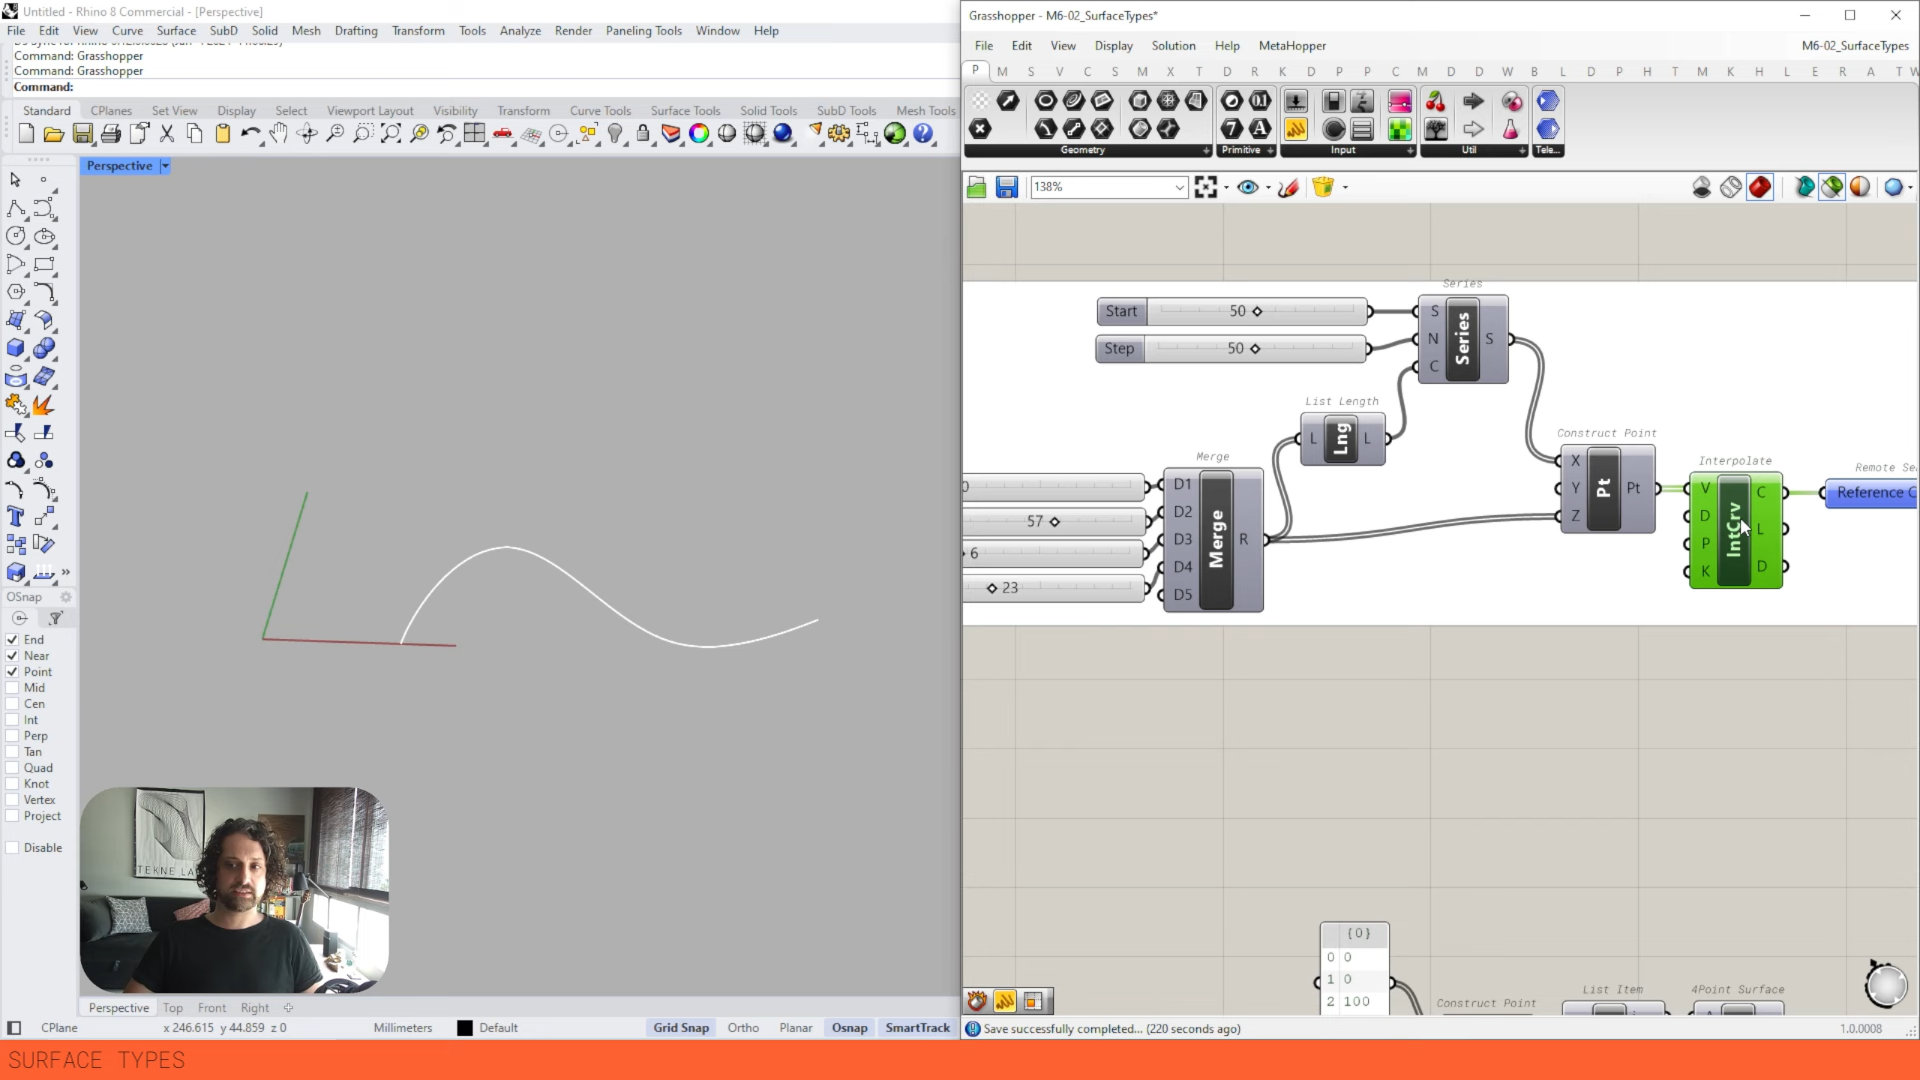 Untitled - Rhino 8 Commercial - [Perspective]
File Edit View Curve Surface SubD Solid Mesh Drafting Transform Tools Analyze Render Paneling Tools Window Help
Command: Grasshopper
Command: Grasshopper
Command:
Standard CPlanes Set View Display Select Viewport Layout Visibility Transform Curve Tools Surface Tools Solid Tools SubD Tools Mesh Tools
Perspective
OSnap
End
Near
Point
Mid
Cen
Int
Perp
Tan
Quad
Knot
Vertex
Project
Disable
TEKNE LA
Perspective Top Front Right
CPlane x 246.615 y 44.859 z 0 Millimeters Default Grid Snap Ortho Planar Osnap SmartTrack
Grasshopper - M6-02_SurfaceTypes*
File Edit View Display Solution Help MetaHopper M6-02_SurfaceTypes
P M S V C S M X T D R K D P P C M D D W B L D P H T M K H L E R A T W
Geometry Primitive Input Util Tele...
138%
Series
Start 50
Step 50
S
N
C
Series
S
List Length
L Lng L
Merge
0
57
6
23
D1
D2
D3
D4
D5
Merge
R
Construct Point
X
Y
Z
Pt
Pt
Interpolate
V
D
P
K
IntCrv
C
L
D
Remote Se
Reference C
{0}
0 0
1 0
2 100
Construct Point
List Item
4Point Surface
Save successfully completed... (220 seconds ago)
1.0.0008
SURFACE TYPES